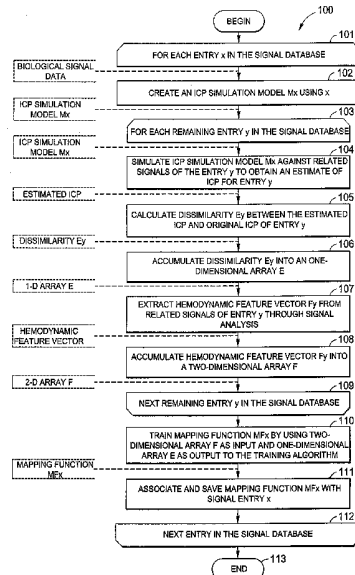 100
BEGIN
101
FOR EACH ENTRY x IN THE SIGNAL DATABASE
BIOLOGICAL SIGNAL
DATA
102
CREATE AN ICP SIMULATION MODEL Mx USING x
ICP SIMULATION
MODEL Mx
103
FOR EACH REMAINING ENTRY y IN THE SIGNAL DATABASE
ICP SIMULATION
MODEL Mx
104
SIMULATE ICP SIMULATION MODEL Mx AGAINST RELATED
SIGNALS OF THE ENTRY y TO OBTAIN AN ESTIMATE
OF ICP FOR ENTRY y
ESTIMATED ICP
105
CALCULATE DISSIMILARITY Ey BETWEEN THE ESTIMATED
ICP AND ORIGINAL ICP OF ENTRY y
DISSIMILARITY Ey
106
ACCUMULATE DISSIMILARITY Ey INTO AN ONE-
DIMENSIONAL ARRAY E
1-D ARRAY E
107
EXTRACT HEMODYNAMIC FEATURE VECTOR Fy FROM
RELATED SIGNALS OF ENTRY y THROUGH SIGNAL
ANALYSIS
HEMODYNAMIC
FEATURE VECTOR
108
ACCUMULATE HEMODYNAMIC FEATURE VECTOR Fy INTO
A TWO-DIMENSIONAL ARRAY F
2-D ARRAY F
109
NEXT REMAINING ENTRY y IN THE SIGNAL DATABASE
110
TRAIN MAPPING FUNCTION MFx BY USING TWO-
DIMENSIONAL ARRAY F AS INPUT AND ONE-DIMENSIONAL
ARRAY E AS OUTPUT TO THE TRAINING ALGORITHM
MAPPING FUNCTION
MFx
111
ASSOCIATE AND SAVE MAPPING FUNCTION MFx WITH
SIGNAL ENTRY x
112
NEXT ENTRY IN THE SIGNAL DATABASE
113
END